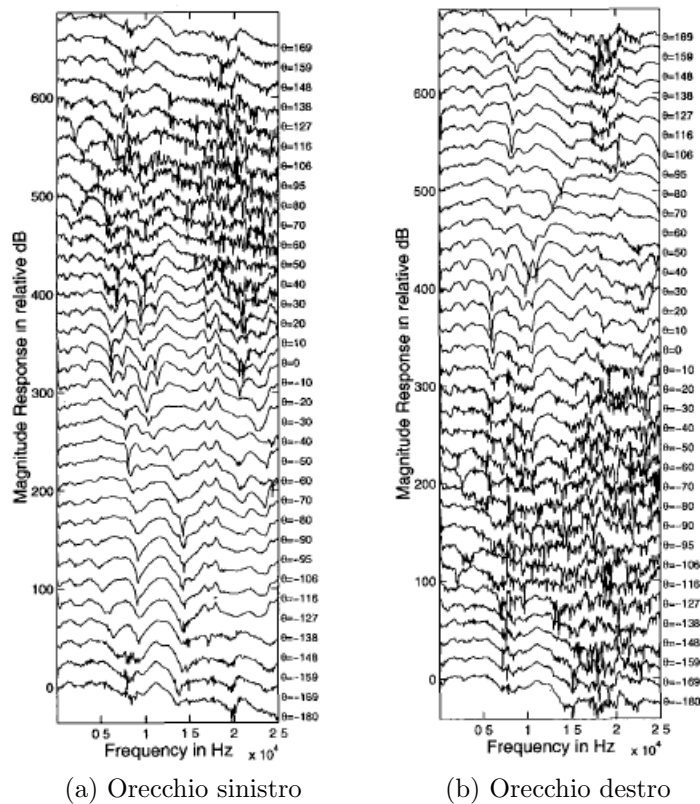 Magnitude Response in relative dB
600
500
400
300
200
100
0
θ=169
θ=159
θ=148
θ=138
θ=127
θ=116
θ=106
θ=95
θ=80
θ=70
θ=60
θ=50
θ=40
θ=30
θ=20
θ=10
θ=0
θ=-10
θ=-20
θ=-30
θ=-40
θ=-50
θ=-60
θ=-70
θ=-80
θ=-90
θ=-95
θ=-106
θ=-116
θ=-127
θ=-138
θ=-148
θ=-159
θ=-169
θ=-180
0 5 1 0 1 5 2 0 2 5
Frequency in Hz × 10⁴
(a) Orecchio sinistro
Magnitude Response in relative dB
600
500
400
300
200
100
0
θ=169
θ=159
θ=148
θ=138
θ=127
θ=116
θ=106
θ=95
θ=80
θ=70
θ=60
θ=50
θ=40
θ=30
θ=20
θ=10
θ=0
θ=-10
θ=-20
θ=-30
θ=-40
θ=-50
θ=-60
θ=-70
θ=-80
θ=-90
θ=-95
θ=-106
θ=-116
θ=-127
θ=-138
θ=-148
θ=-159
θ=-169
θ=-180
0 5 1 0 1 5 2 0 2 5
Frequency in Hz × 10⁴
(b) Orecchio destro